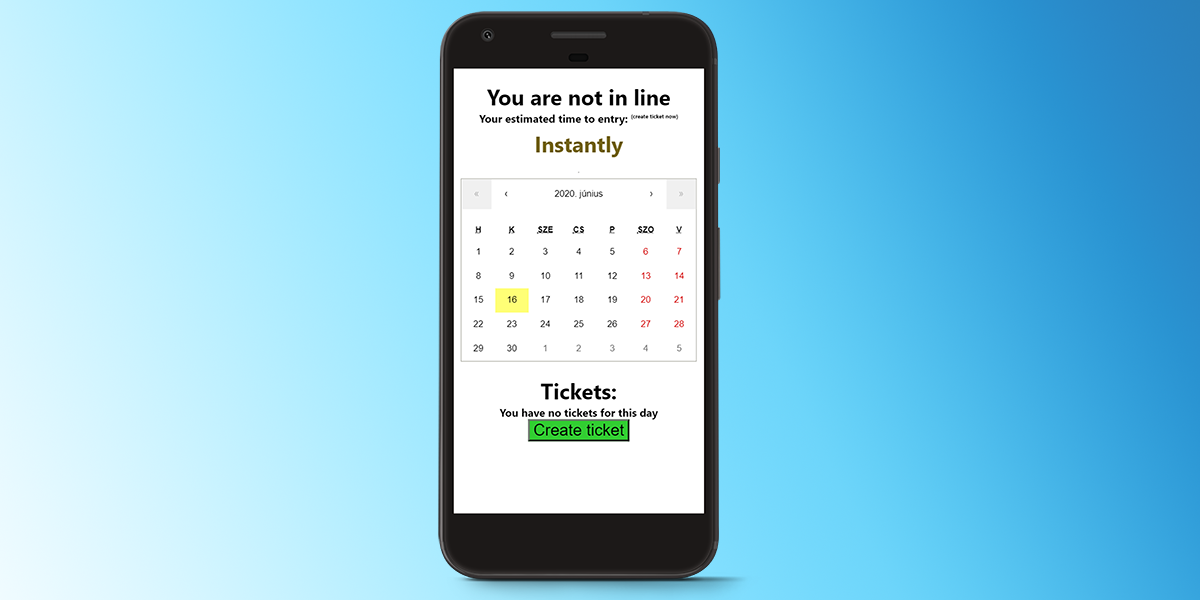 You are not in line
Your estimated time to entry: (create ticket now)
Instantly
« ‹ 2020. június › »
H K SZE CS P SZO V
1 2 3 4 5 6 7
8 9 10 11 12 13 14
15 16 17 18 19 20 21
22 23 24 25 26 27 28
29 30 1 2 3 4 5
Tickets:
You have no tickets for this day
Create ticket